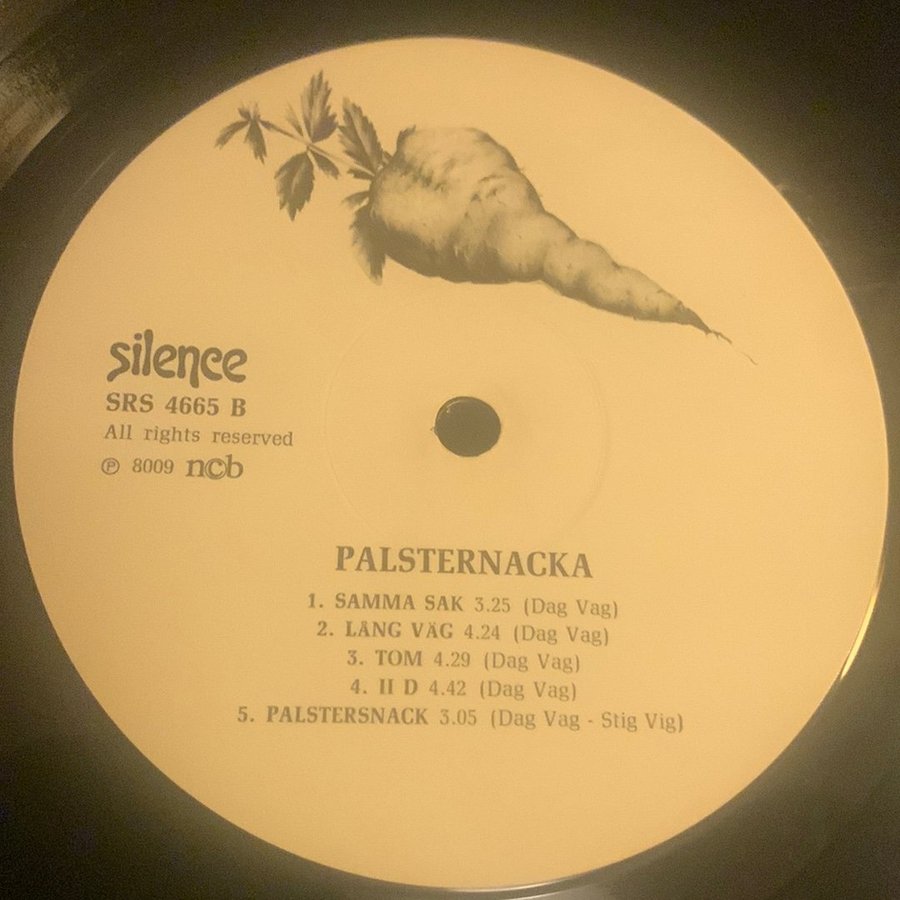 silence
SRS 4665 B
All rights reserved
℗ 8009 ncb
PALSTERNACKA
1. SAMMA SAK 3.25 (Dag Vag)
2. LÅNG VÄG 4.24 (Dag Vag)
3. TOM 4.29 (Dag Vag)
4. II D 4.42 (Dag Vag)
5. PALSTERSNACK 3.05 (Dag Vag - Stig Vig)